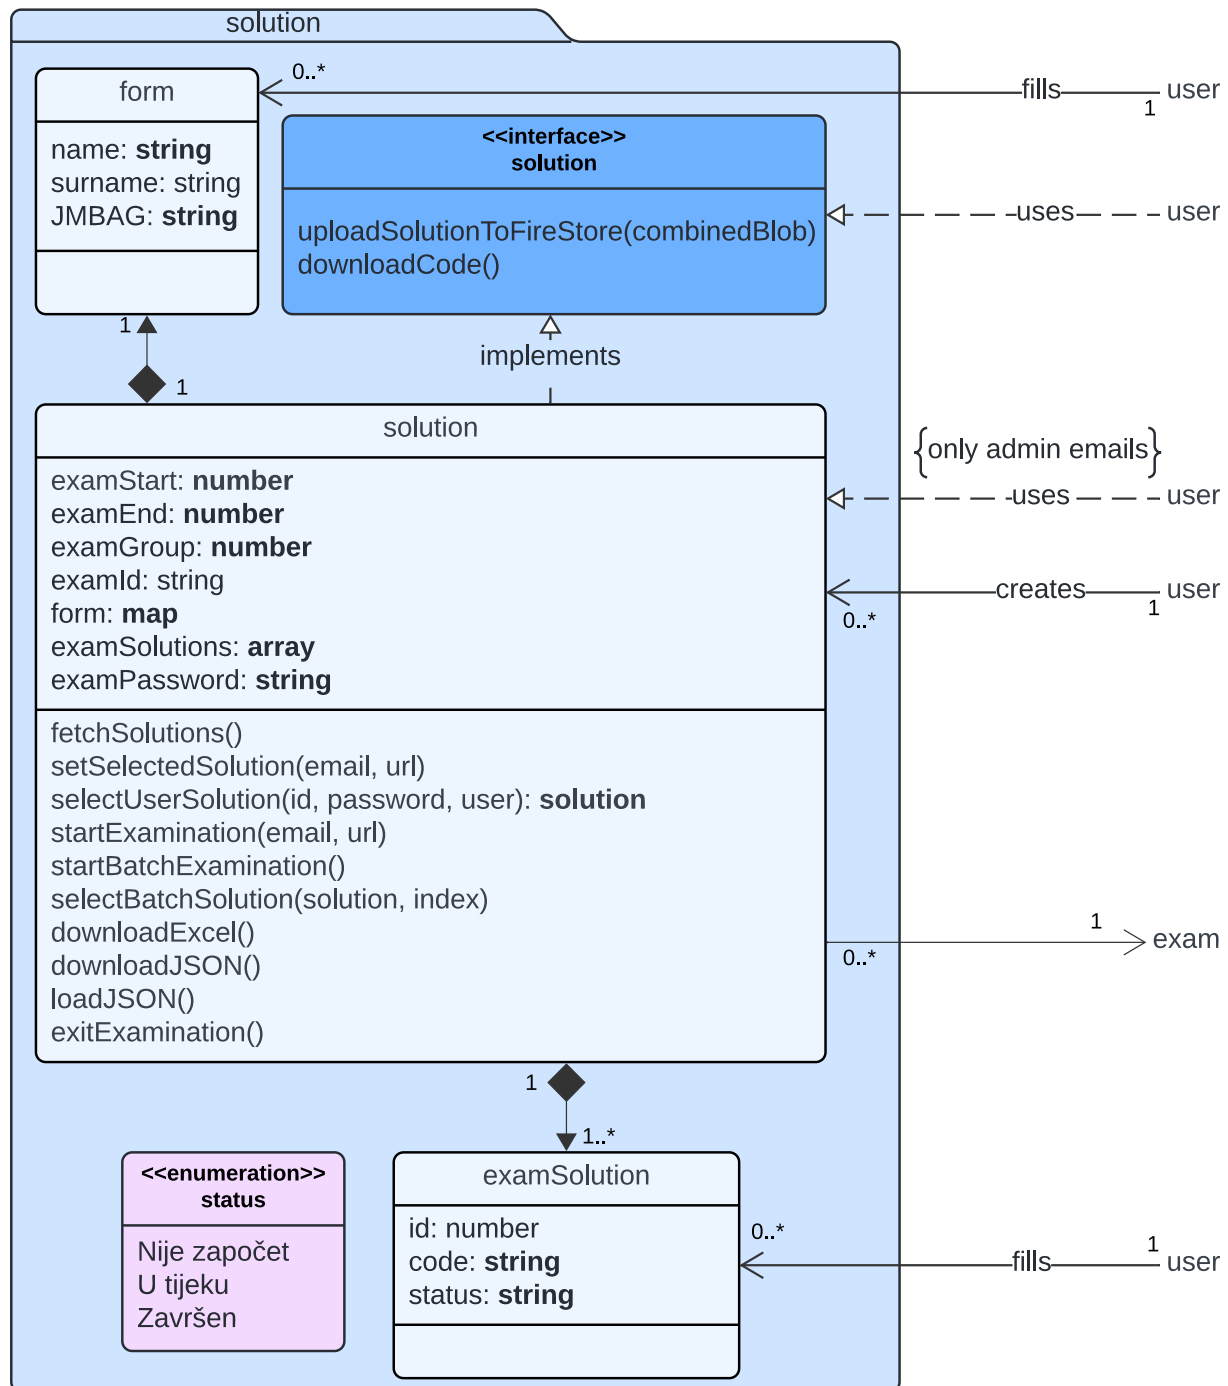 solution
form
name: string
surname: string
JMBAG: string
0..*
fills
1
user
<<interface>>
solution
uploadSolutionToFireStore(combinedBlob)
downloadCode()
uses
user
1
1
implements
solution
examStart: number
examEnd: number
examGroup: number
examId: string
form: map
examSolutions: array
examPassword: string
fetchSolutions()
setSelectedSolution(email, url)
selectUserSolution(id, password, user): solution
startExamination(email, url)
startBatchExamination()
selectBatchSolution(solution, index)
downloadExcel()
downloadJSON()
loadJSON()
exitExamination()
{only admin emails}
uses
user
creates
user
0..*
1
1
exam
0..*
1
1..*
<<enumeration>>
status
Nije započet
U tijeku
Završen
examSolution
id: number
code: string
status: string
0..*
fills
1
user